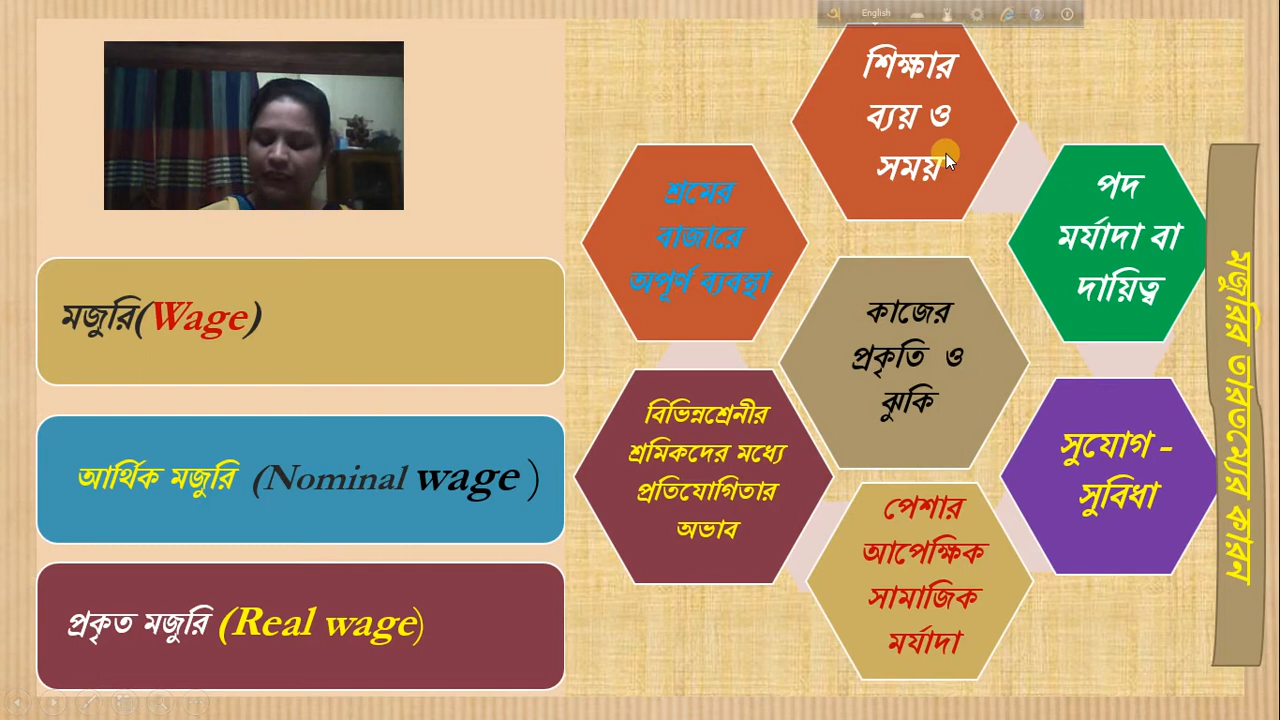 অ English
মজুরি(Wage)
আর্থিক মজুরি (Nominal wage )
প্রকৃত মজুরি (Real wage)
শিক্ষার
ব্যয় ও
সময়
শ্রমের
বাজারে
অপূর্ণ ব্যবস্থা
পদ
মর্যাদা বা
দায়িত্ব
কাজের
প্রকৃতি ও
ঝুকি
বিভিন্নশ্রেনীর
শ্রমিকদের মধ্যে
প্রতিযোগিতার
অভাব
সুযোগ -
সুবিধা
পেশার
আপেক্ষিক
সামাজিক
মর্যাদা
মজুরির তারতম্যের কারন